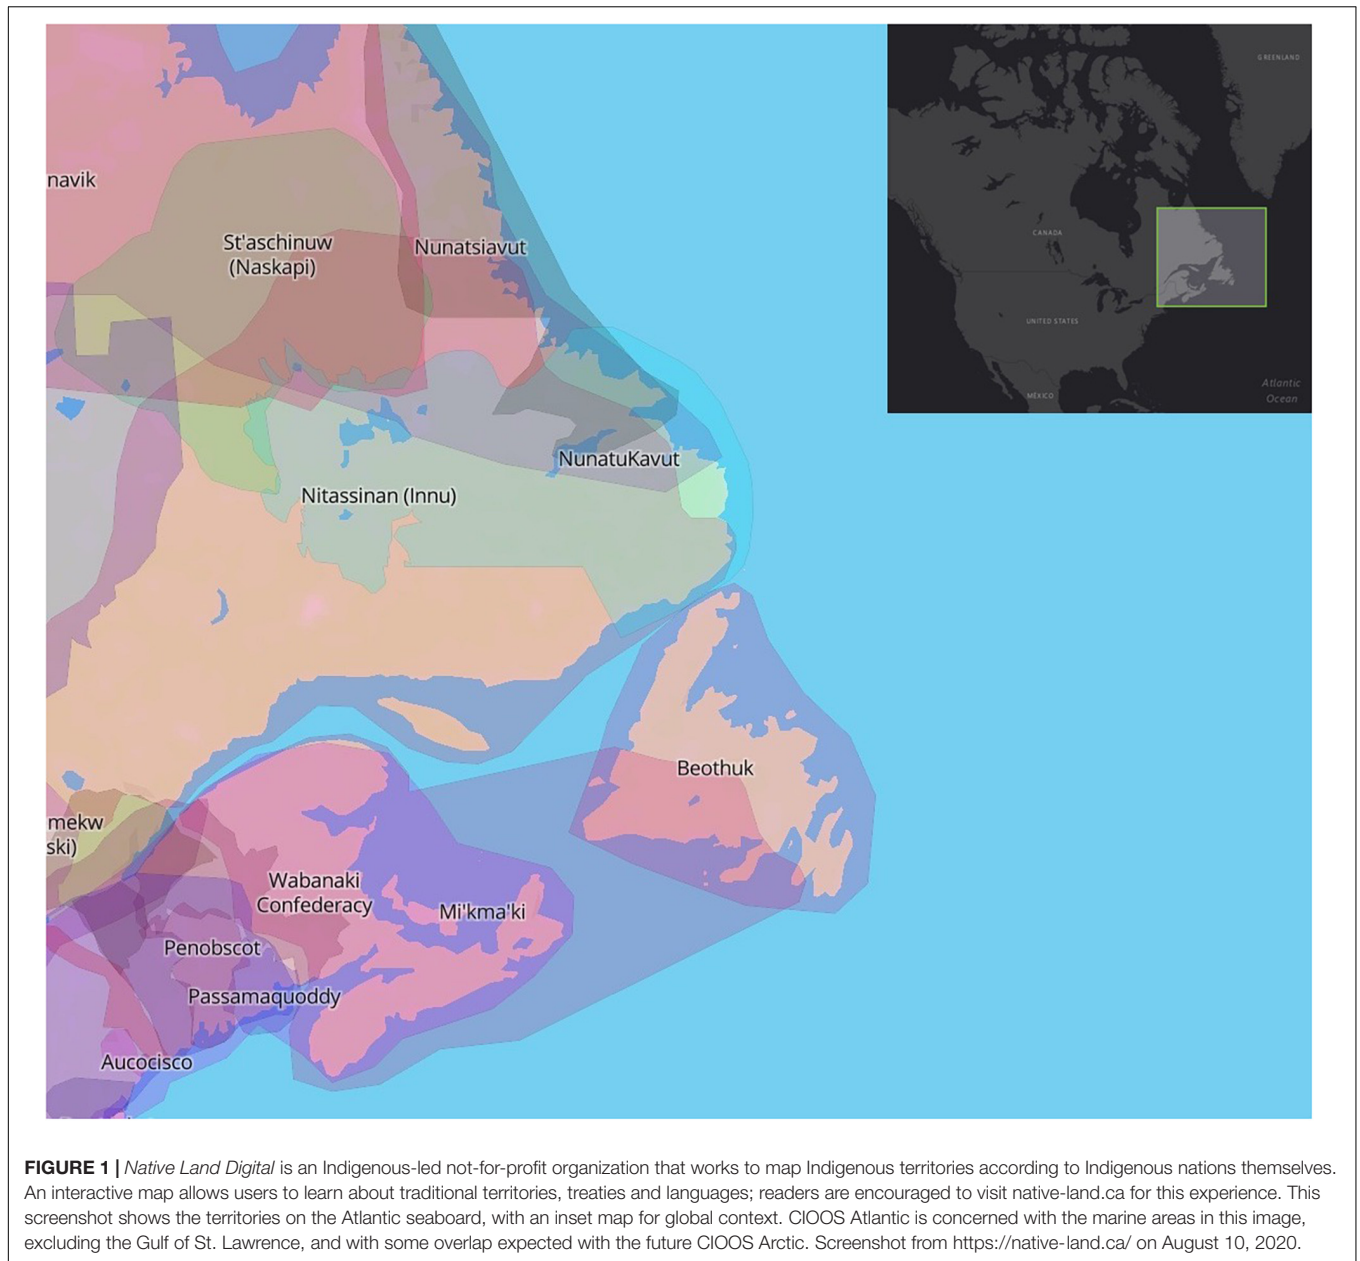 GREENLAND
CANADA
UNITED STATES
MÉXICO
Atlantic
Ocean
navik
St'aschinuw
(Naskapi)
Nunatsiavut
NunatuKavut
Nitassinan (Innu)
Beothuk
mekw
ski)
Wabanaki
Confederacy
Mi'kma'ki
Penobscot
Passamaquoddy
Aucocisco
FIGURE 1 | Native Land Digital is an Indigenous-led not-for-profit organization that works to map Indigenous territories according to Indigenous nations themselves.
An interactive map allows users to learn about traditional territories, treaties and languages; readers are encouraged to visit native-land.ca for this experience. This
screenshot shows the territories on the Atlantic seaboard, with an inset map for global context. CIOOS Atlantic is concerned with the marine areas in this image,
excluding the Gulf of St. Lawrence, and with some overlap expected with the future CIOOS Arctic. Screenshot from https://native-land.ca/ on August 10, 2020.